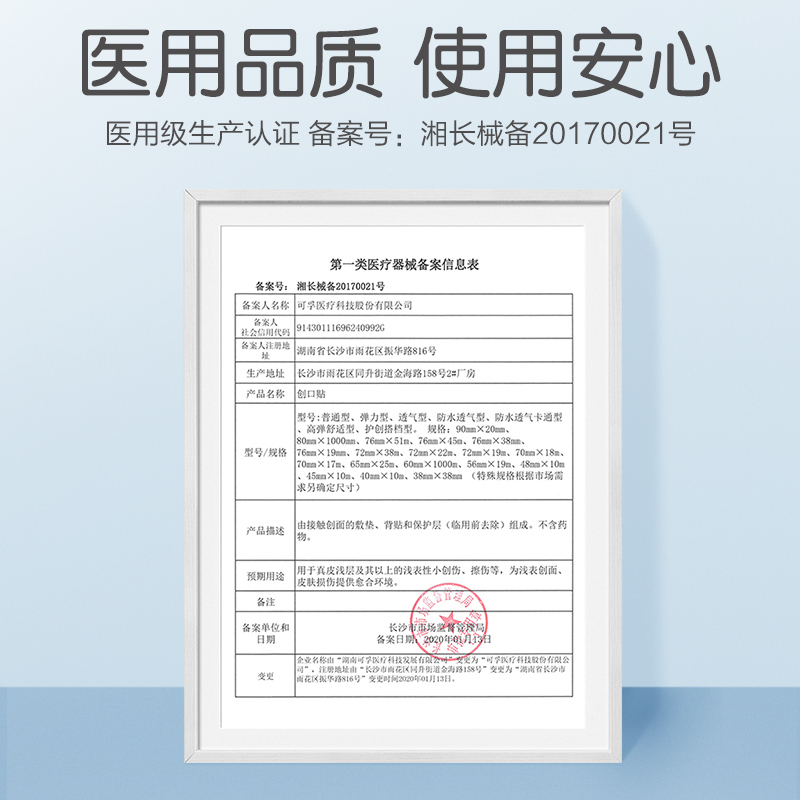 医用品质 使用安心
医用级生产认证 备案号：湘长械备20170021号
第一类医疗器械备案信息表
备案号： 湘长械备20170021号
备案人名称 可孚医疗科技股份有限公司
备案人
社会信用代码 91430111696240992G
备案人注册地
址 湖南省长沙市雨花区振华路816号
生产地址 长沙市雨花区同升街道金海路158号2#厂房
产品名称 创口贴
型号/规格
型号:普通型、弹力型、透气型、防水透气型、防水透气卡通型
、高弹舒适型、护创搭档型。 规格：90mm×20mm、
80mm×1000mm、76mm×51m、76mm×45m、76mm×38m、
76mm×19mm、72mm×38m、72mm×22m、72mm×19m、70mm×18m、
70mm×17m、65mm×25m、60mm×1000m、56mm×19m、48mm×10m
、45mm×10m、40mm×10m、38mm×38mm （特殊规格根据市场需
求另确定尺寸）
产品描述
由接触创面的敷垫、背贴和保护层（临用前去除）组成。不含药
物。
预期用途
用于真皮浅层及其以上的浅表性小创伤、擦伤等，为浅表创面、
皮肤损伤提供愈合环境。
备注
备案单位和
日期
长沙市市场监督管理局
备案日期：2020年01月13日
变更
企业名称由“湖南可孚医疗科技发展有限公司”变更为“可孚医疗科技股份有限公
司”，注册地址由“长沙市雨花区同升街道金海路158号”变更为“湖南省长沙市
雨花区振华路816号”变更时间2020年01月13日。